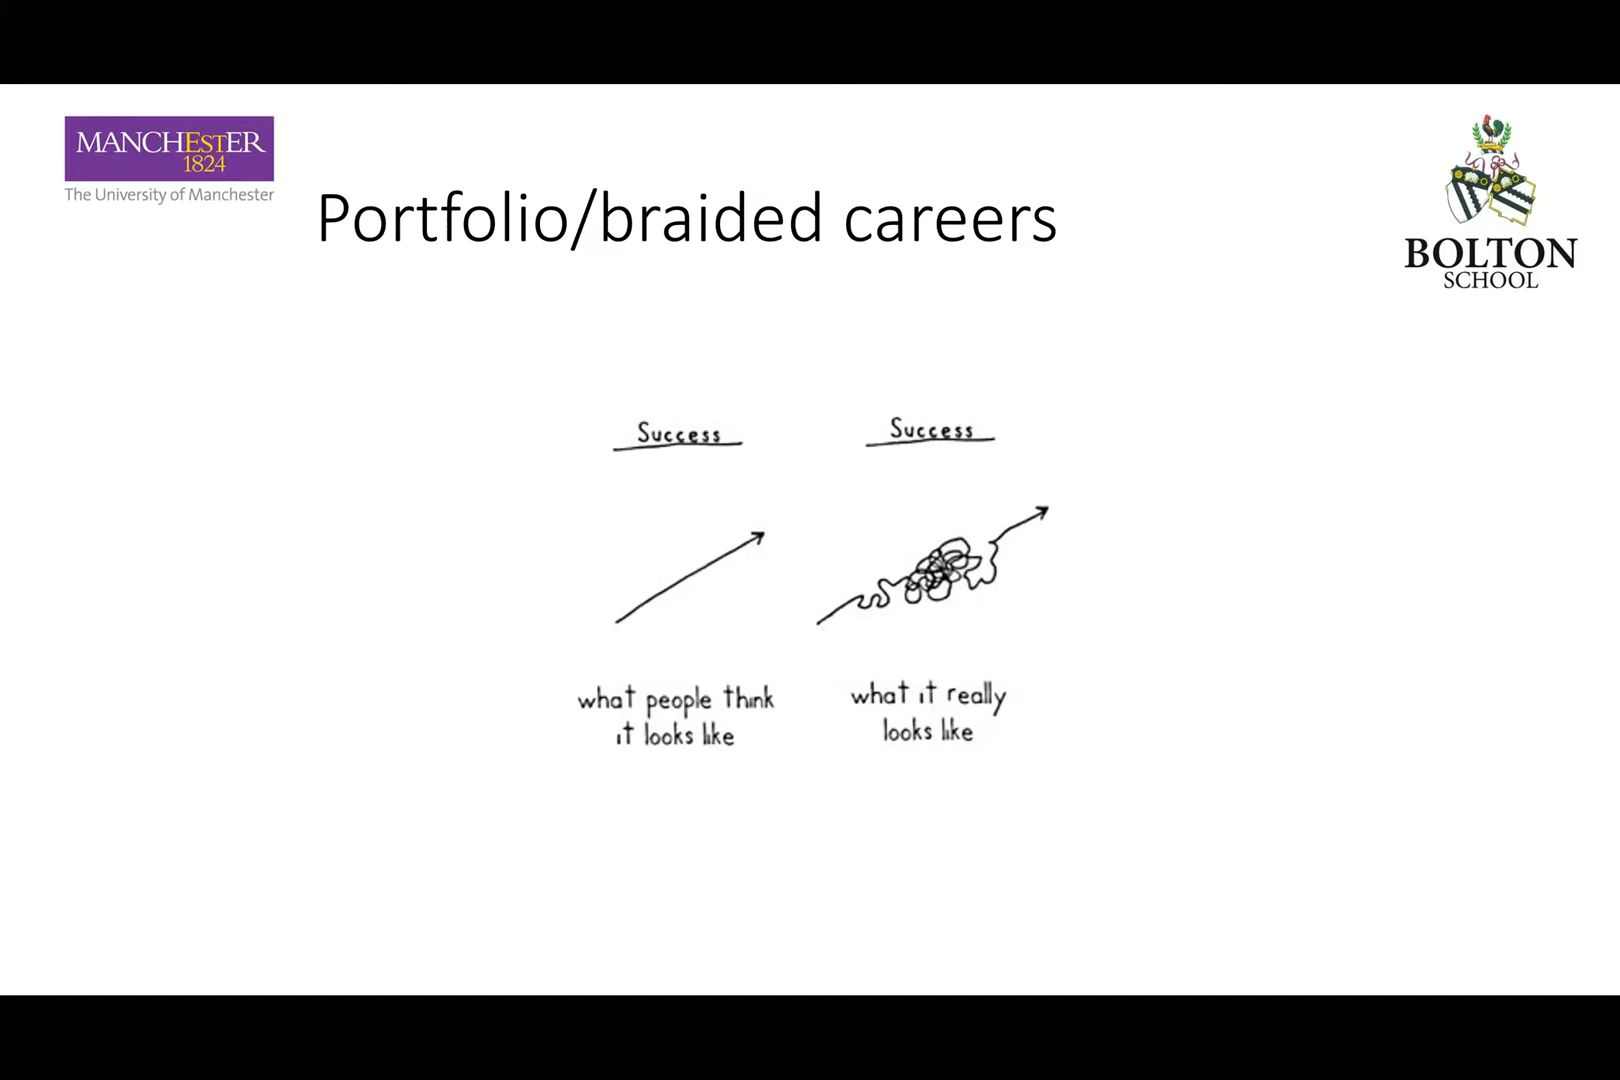 MANCHESTER
1824
The University of Manchester
Portfolio/braided careers
BOLTON
SCHOOL
Success
Success
what people think
it looks like
what it really
looks like